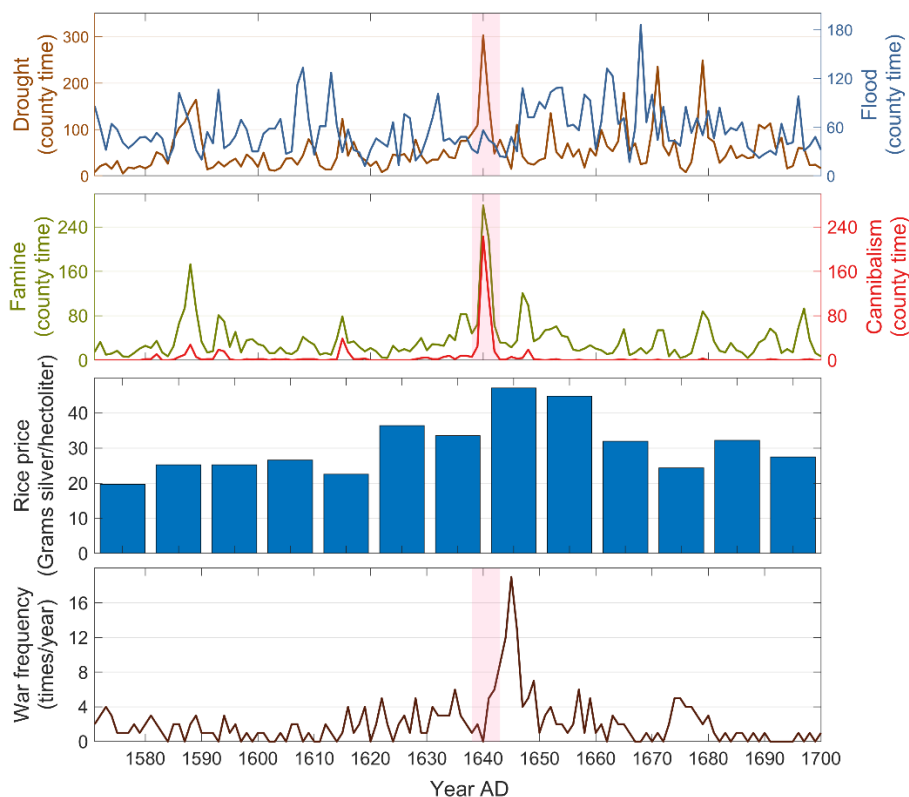 Drought
(county time)
300
200
100
0
180
120
60
0
Flood
(county time)
Famine
(county time)
240
160
80
0
240
160
80
0
Cannibalism
(county time)
Rice price
(Grams silver/hectoliter)
40
30
20
10
0
War frequency
(times/year)
16
12
8
4
0
1580 1590 1600 1610 1620 1630 1640 1650 1660 1670 1680 1690 1700
Year AD